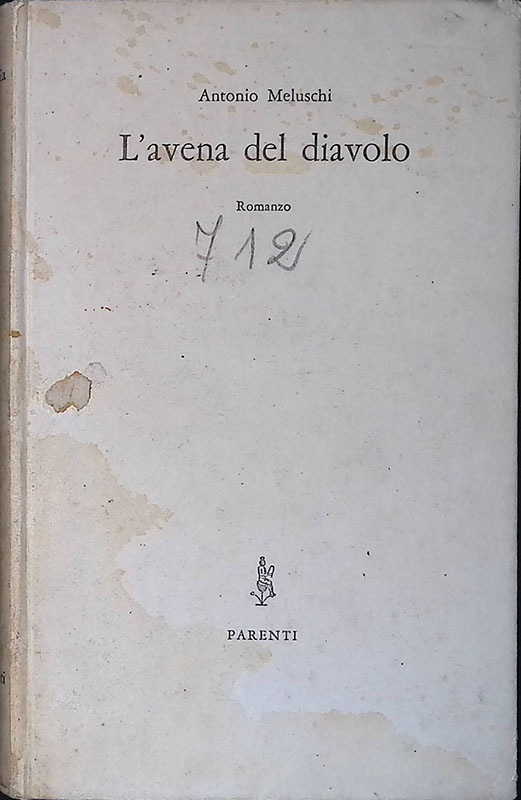 Antonio Meluschi
L'avena del diavolo
Romanzo
712
PARENTI